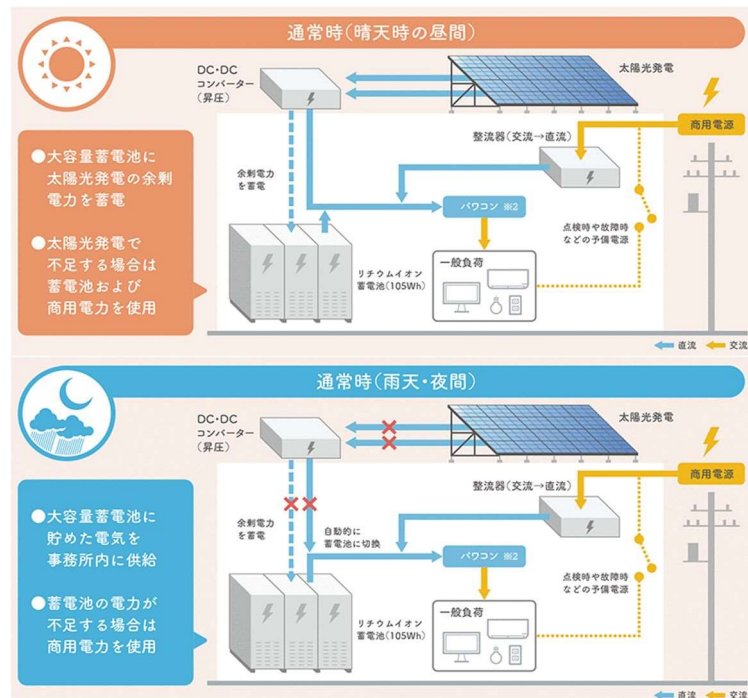 通常時(晴天時の昼間)
DC・DC
コンバーター
(昇圧)
太陽光発電
商用電源
整流器(交流→直流)
●大容量蓄電池に
太陽光発電の余剰
電力を蓄電
●太陽光発電で
不足する場合は
蓄電池および
商用電力を使用
余剰電力
を蓄電
パワコン ※2
点検時や故障時
などの予備電源
一般負荷
リチウムイオン
蓄電池(105Wh)
直流
交流
通常時(雨天・夜間)
DC・DC
コンバーター
(昇圧)
太陽光発電
商用電源
整流器(交流→直流)
●大容量蓄電池に
貯めた電気を
事務所内に供給
●蓄電池の電力が
不足する場合は
商用電力を使用
余剰電力
を蓄電
自動的に
蓄電池に切換
パワコン ※2
点検時や故障時
などの予備電源
一般負荷
リチウムイオン
蓄電池(105Wh)
直流
交流